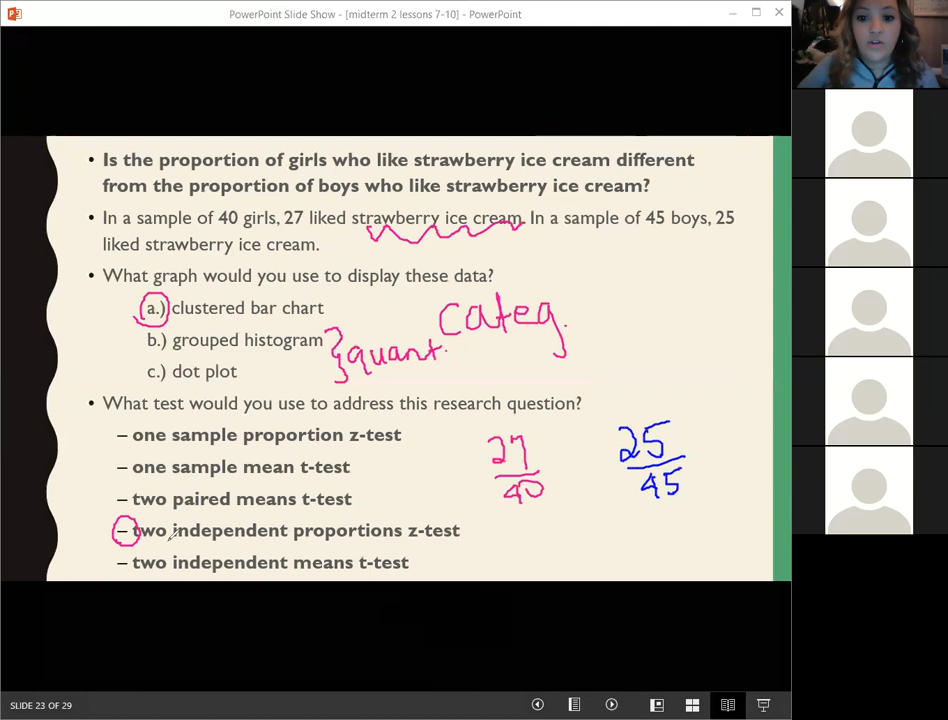 PowerPoint Slide Show - [midterm 2 lessons 7-10] - PowerPoint
• Is the proportion of girls who like strawberry ice cream different
from the proportion of boys who like strawberry ice cream?
• In a sample of 40 girls, 27 liked strawberry ice cream. In a sample of 45 boys, 25
liked strawberry ice cream.
• What graph would you use to display these data?
a.) clustered bar chart
categ.
b.) grouped histogram
quant.
c.) dot plot
• What test would you use to address this research question?
– one sample proportion z-test
27
25
– one sample mean t-test
40
45
– two paired means t-test
– two independent proportions z-test
– two independent means t-test
SLIDE 23 OF 29